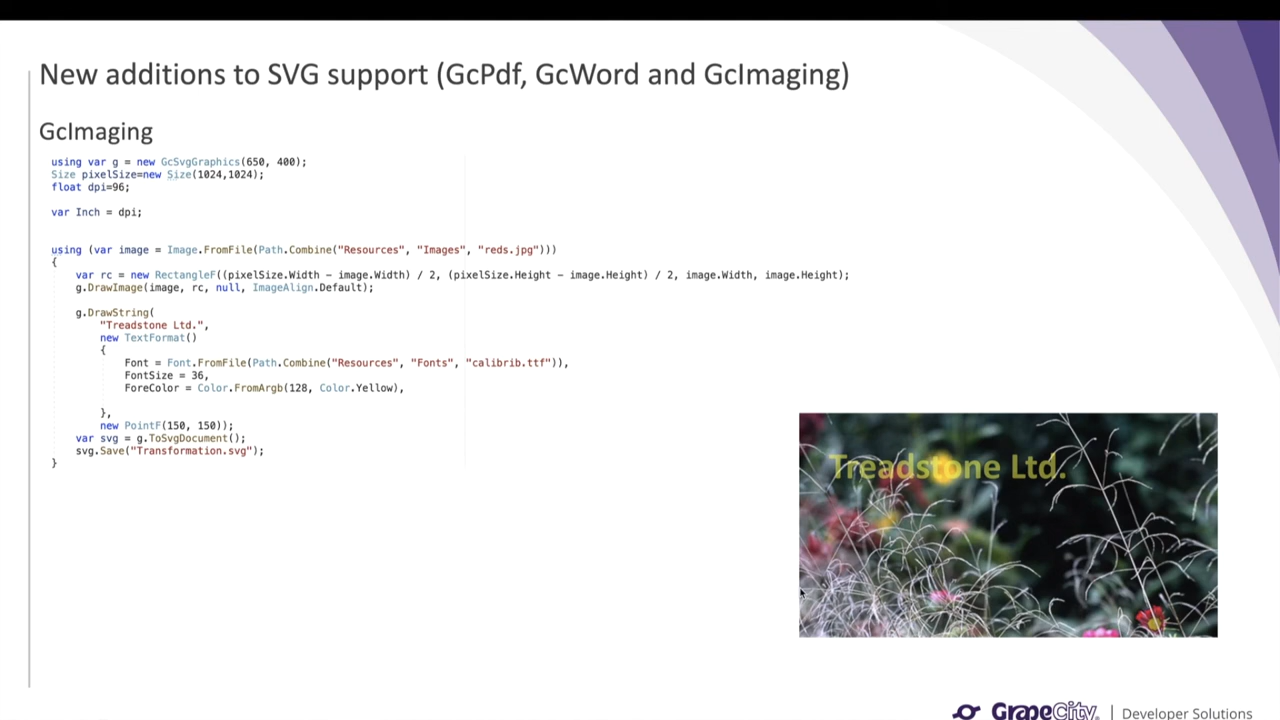 New additions to SVG support (GcPdf, GcWord and GcImaging)
GcImaging
using var g = new GcSvgGraphics(650, 400);
Size pixelSize=new Size(1024,1024);
float dpi=96;
var Inch = dpi;
using (var image = Image.FromFile(Path.Combine("Resources", "Images", "reds.jpg")))
{
var rc = new RectangleF((pixelSize.Width − image.Width) / 2, (pixelSize.Height − image.Height) / 2, image.Width, image.Height);
g.DrawImage(image, rc, null, ImageAlign.Default);
g.DrawString(
"Treadstone Ltd.",
new TextFormat()
{
Font = Font.FromFile(Path.Combine("Resources", "Fonts", "calibrib.ttf")),
FontSize = 36,
ForeColor = Color.FromArgb(128, Color.Yellow),
},
new PointF(150, 150));
var svg = g.ToSvgDocument();
svg.Save("Transformation.svg");
}
Treadstone Ltd.
GrapeCity | Developer Solutions